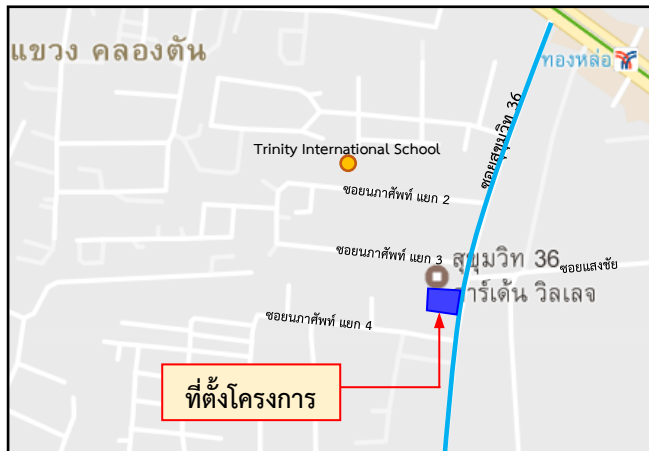 แขวง คลองตัน
ทองหล่อ
ซอยสุขุมวิท 36
Trinity International School
ซอยนภาศัพท์ แยก 2
ซอยนภาศัพท์ แยก 3
สุขุมวิท 36
ซอยแสงชัย
การ์เด้น วิลเลจ
ซอยนภาศัพท์ แยก 4
ที่ตั้งโครงการ